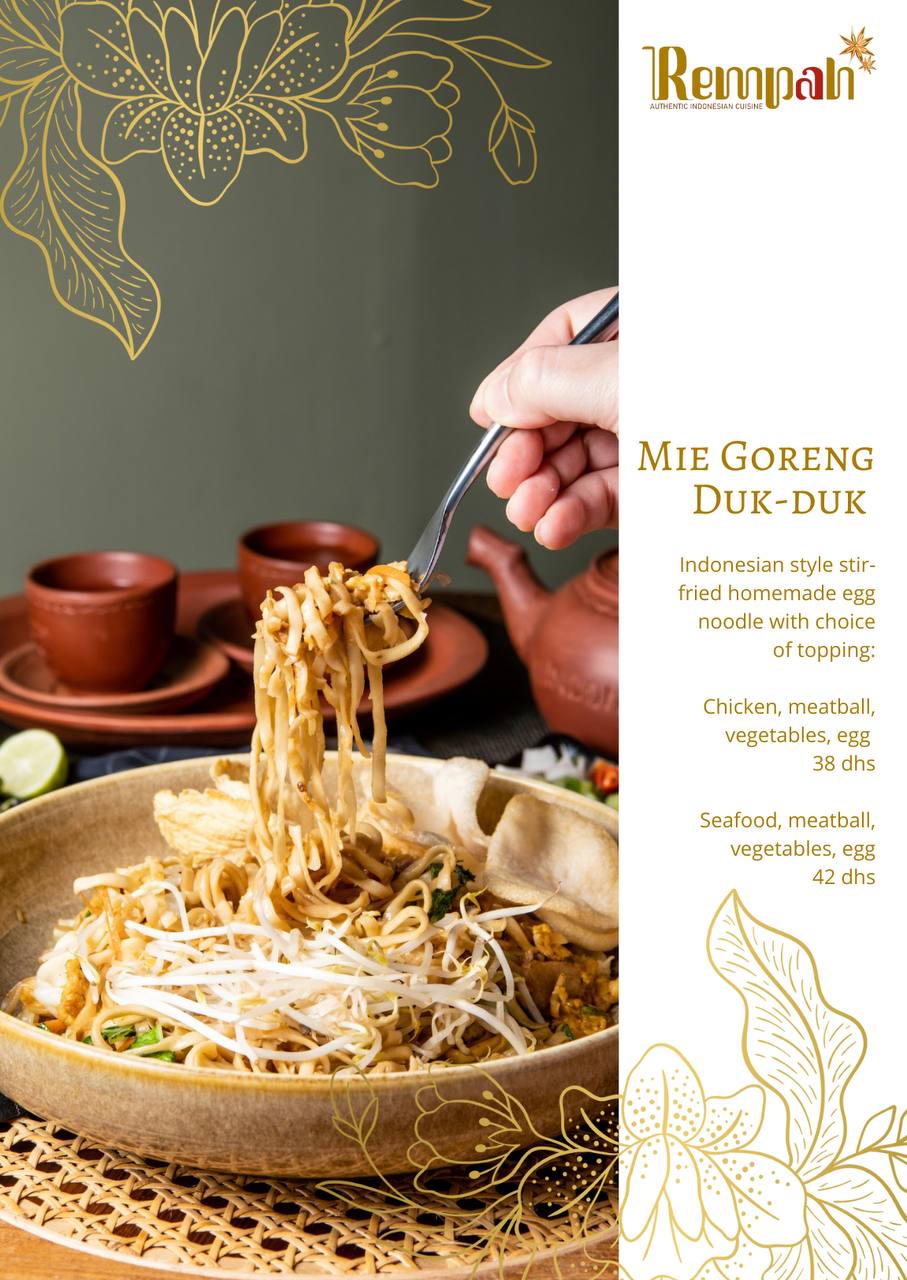 Rempah
AUTHENTIC INDONESIAN CUISINE
Mie Goreng
Duk-duk
Indonesian style stir-
fried homemade egg
noodle with choice
of topping:
Chicken, meatball,
vegetables, egg
38 dhs
Seafood, meatball,
vegetables, egg
42 dhs